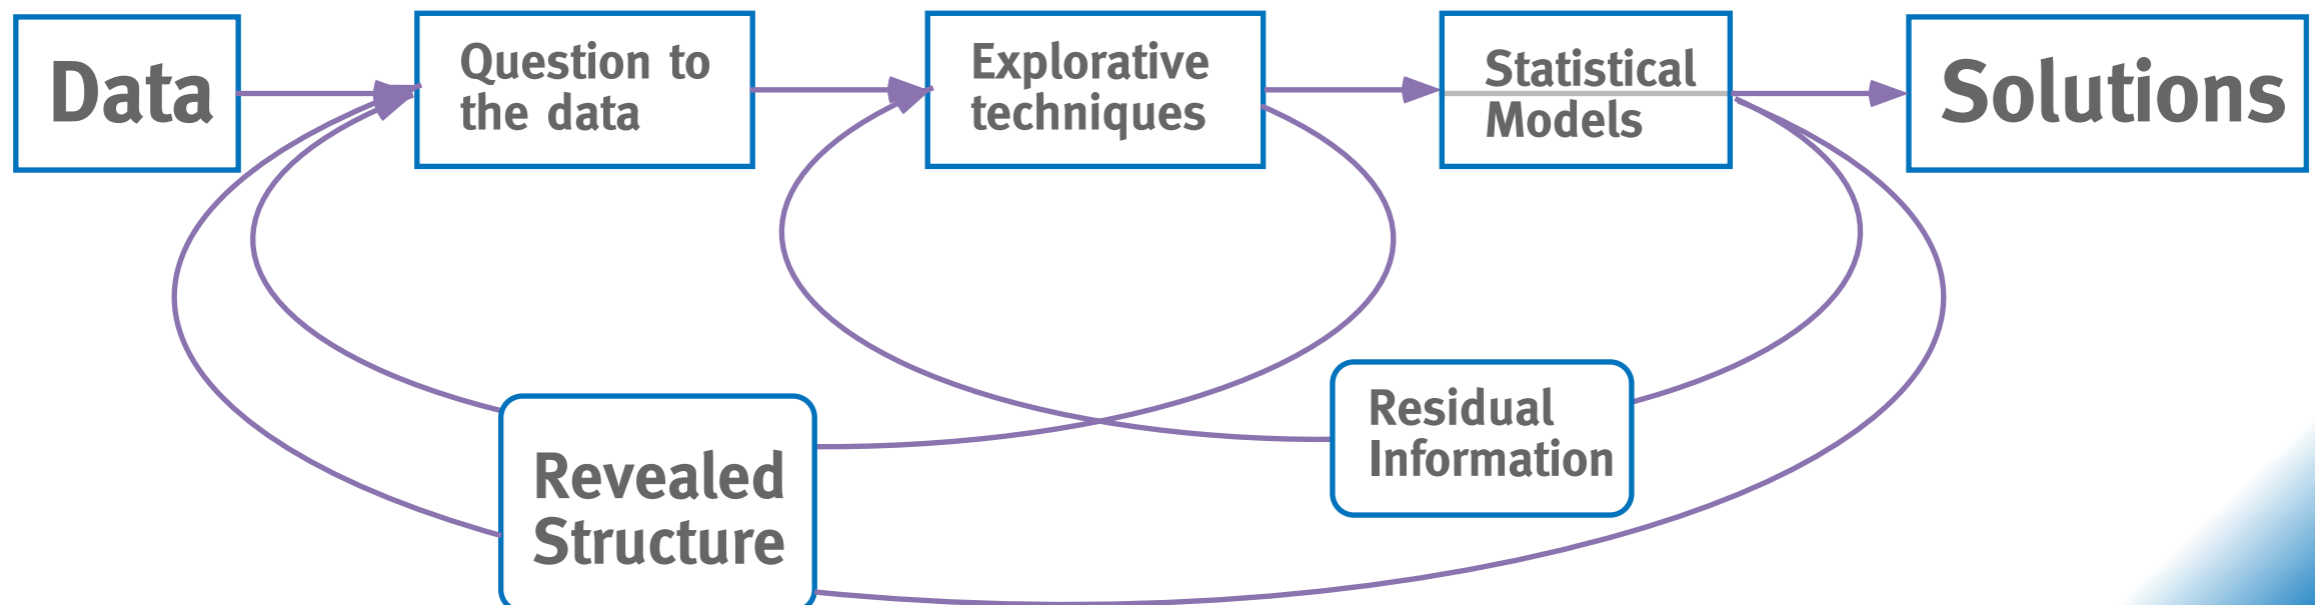 Data
Question to
the data
Explorative
techniques
Statistical
Models
Solutions
Revealed
Structure
Residual
Information